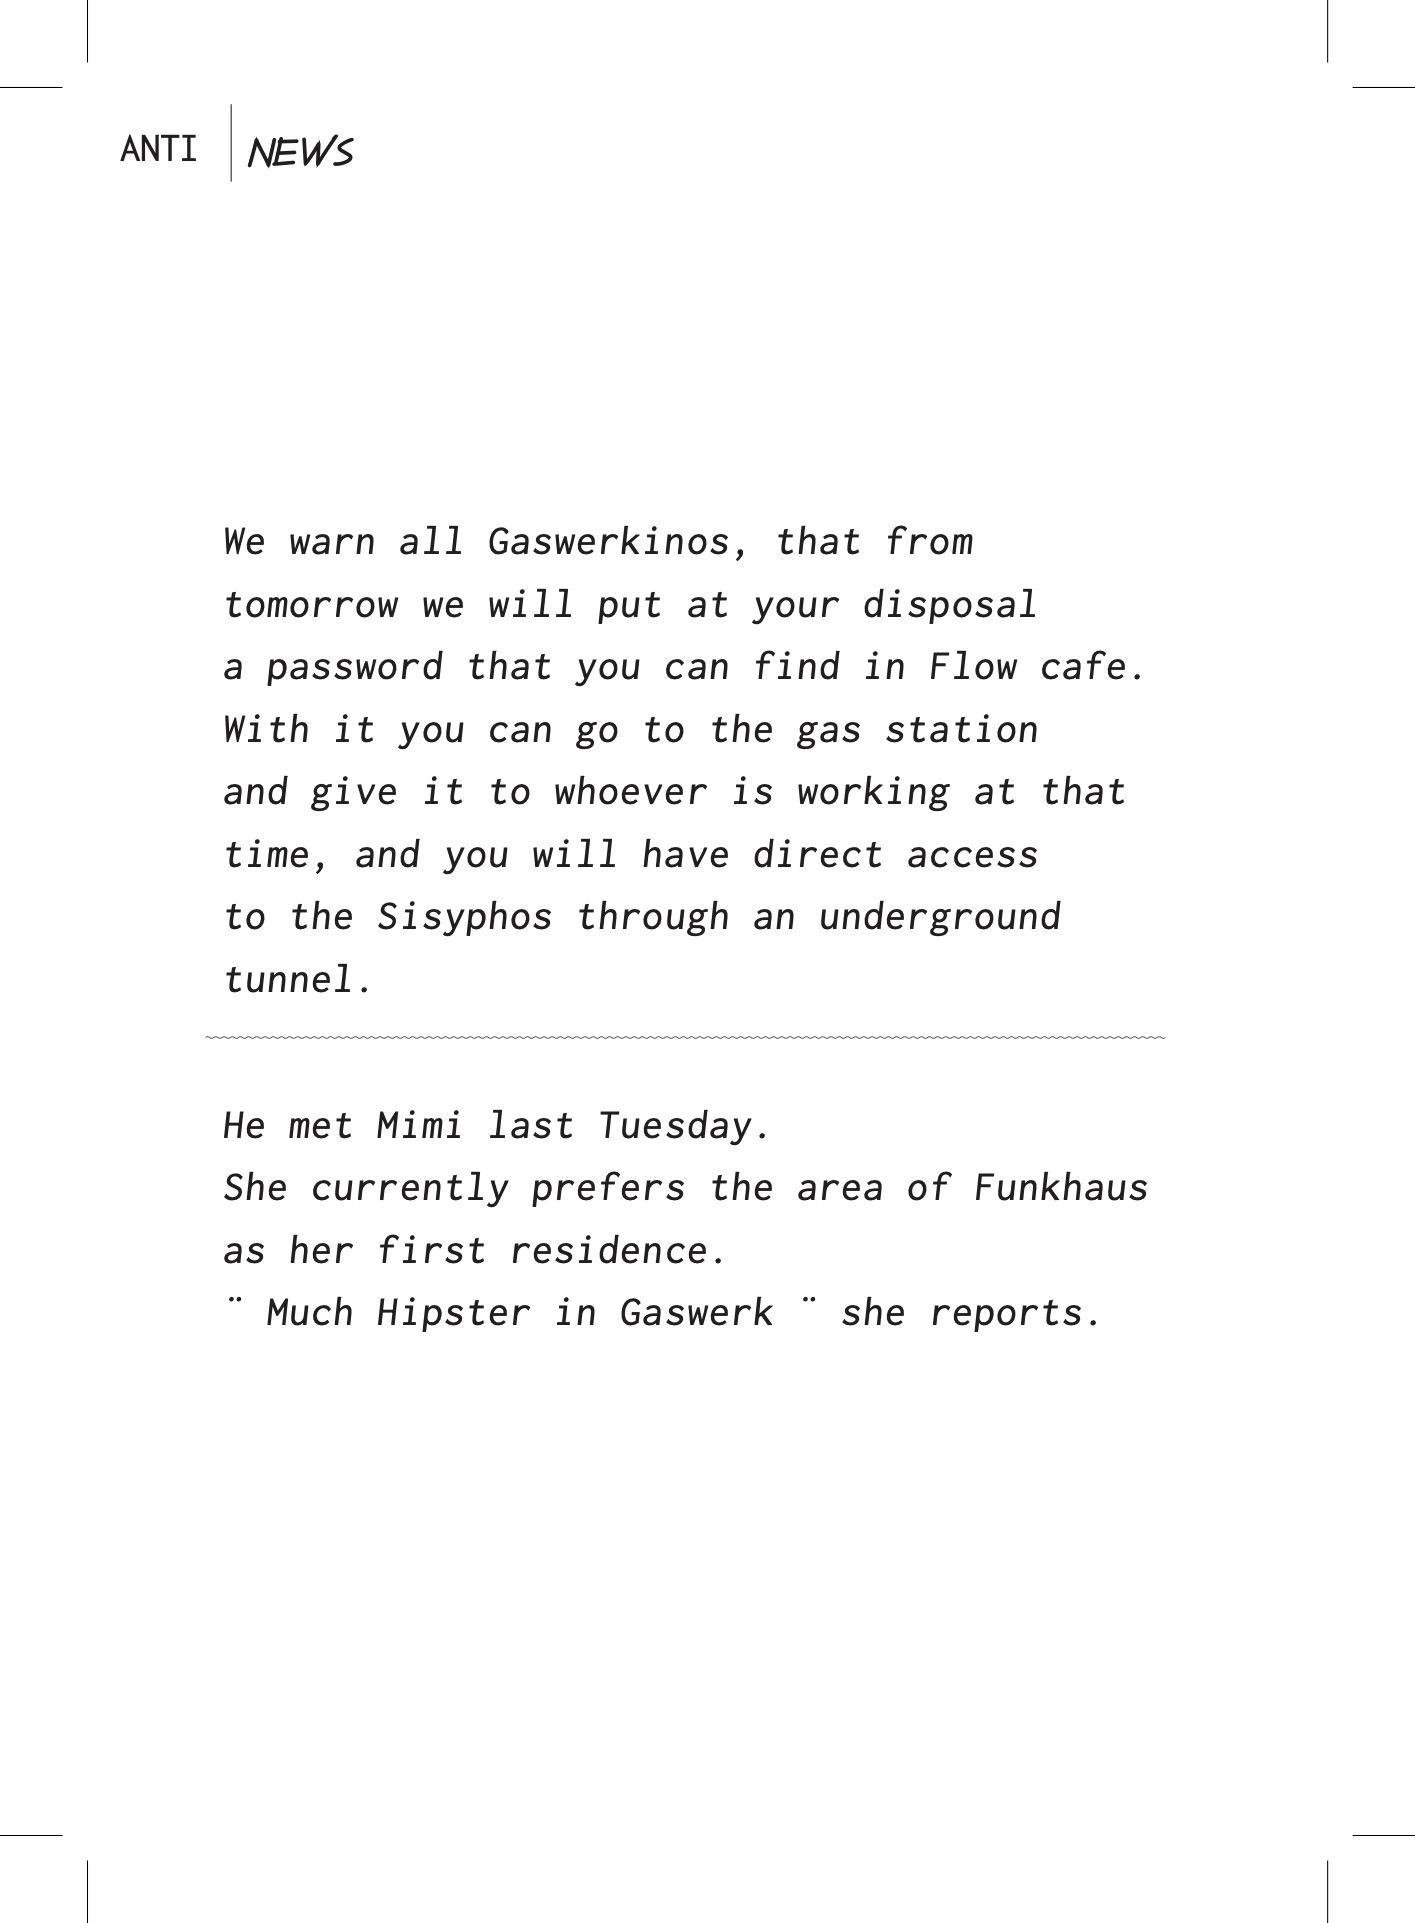 ANTI NEWS
We warn all Gaswerkinos, that from
tomorrow we will put at your disposal
a password that you can find in Flow cafe.
With it you can go to the gas station
and give it to whoever is working at that
time, and you will have direct access
to the Sisyphos through an underground
tunnel.
He met Mimi last Tuesday.
She currently prefers the area of Funkhaus
as her first residence.
¨ Much Hipster in Gaswerk ¨ she reports.